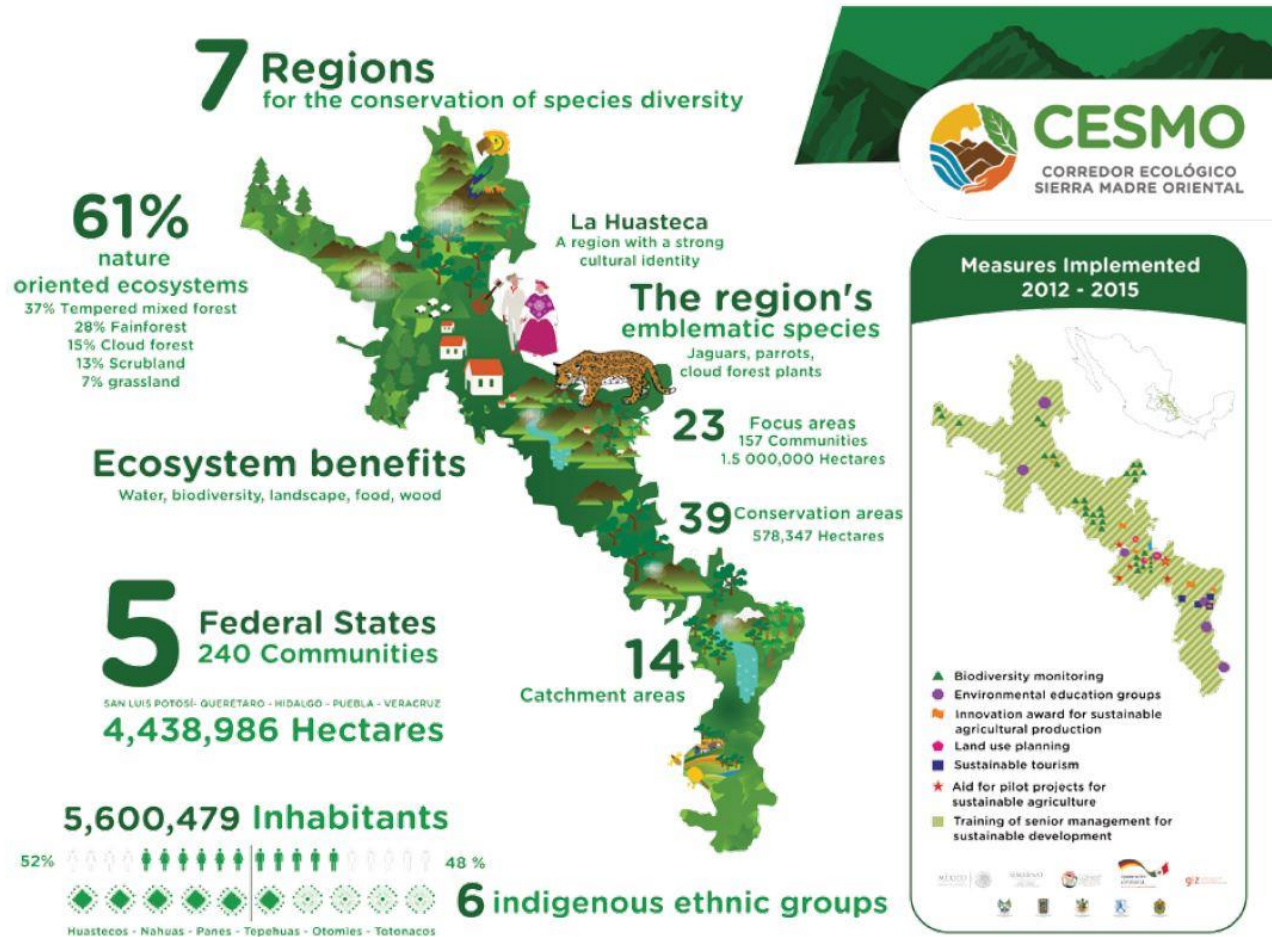 7 Regions
for the conservation of species diversity
CESMO
CORREDOR ECOLÓGICO
SIERRA MADRE ORIENTAL
61%
nature
oriented ecosystems
37% Tempered mixed forest
28% Fainforest
15% Cloud forest
13% Scrubland
7% grassland
La Huasteca
A region with a strong
cultural identity
The region's
emblematic species
Jaguars, parrots,
cloud forest plants
23 Focus areas
157 Communities
1.5 000,000 Hectares
Ecosystem benefits
Water, biodiversity, landscape, food, wood
39 Conservation areas
578,347 Hectares
5 Federal States
240 Communities
SAN LUIS POTOSÍ- QUERÉTARO - HIDALGO - PUEBLA - VERACRUZ
4,438,986 Hectares
14
Catchment areas
5,600,479 Inhabitants
52% 48 %
Huastecos - Nahuas - Panes - Tepehuas - Otomies - Totonacos
6 indigenous ethnic groups
Measures Implemented
2012 - 2015
Biodiversity monitoring
Environmental education groups
Innovation award for sustainable
agricultural production
Land use planning
Sustainable tourism
Aid for pilot projects for
sustainable agriculture
Training of senior management for
sustainable development
MÉXICO
SEMARNAT
giz